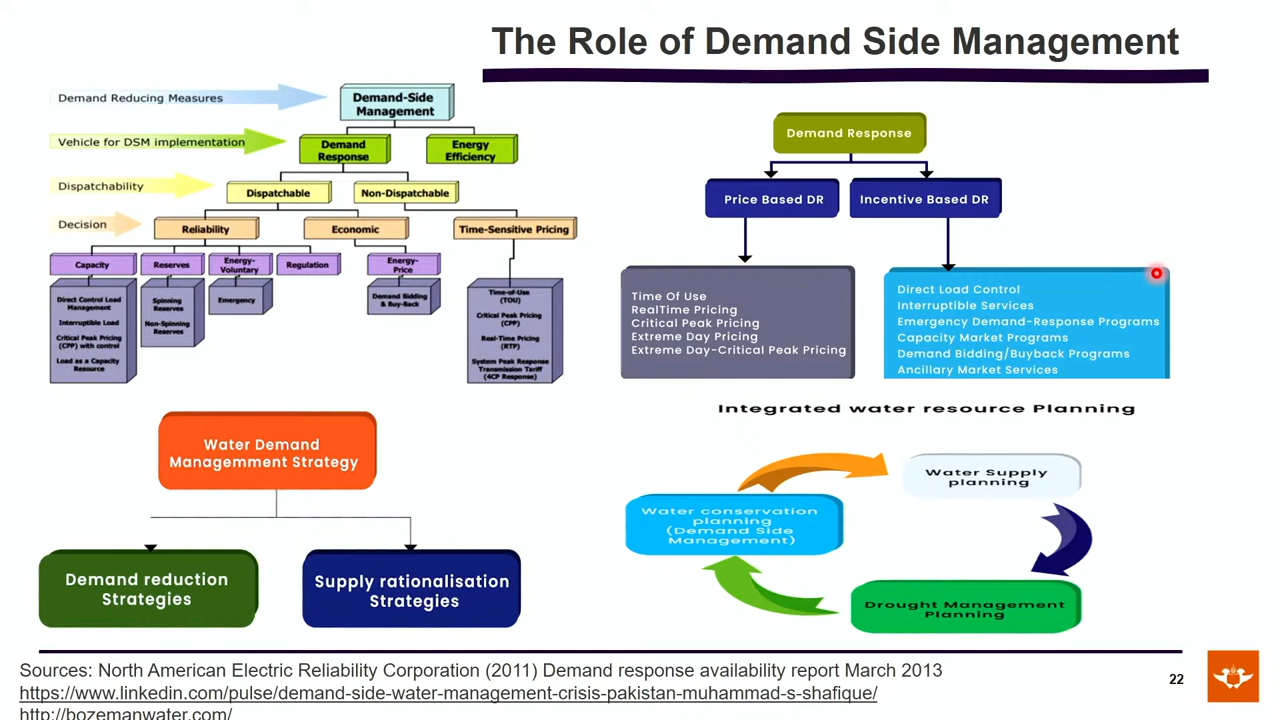 The Role of Demand Side Management
Demand Reducing Measures
Demand-Side
Management
Vehicle for DSM implementation
Demand
Response
Energy
Efficiency
Dispatchability
Dispatchable
Non-Dispatchable
Decision
Reliability
Economic
Time-Sensitive Pricing
Capacity
Reserves
Energy-
Voluntary
Regulation
Energy-
Price
Direct Control Load
Management
Interruptible Load
Critical Peak Pricing
(CPP) with control
Load as a Capacity
Resource
Spinning
Reserves
Non-Spinning
Reserves
Emergency
Demand Bidding
& Buy-Back
Time-of-Use
(TOU)
Critical Peak Pricing
(CPP)
Real-Time Pricing
(RTP)
System Peak Response
Transmission Tariff
(4CP Response)
Demand Response
Price Based DR
Incentive Based DR
Time Of Use
RealTime Pricing
Critical Peak Pricing
Extreme Day Pricing
Extreme Day-Critical Peak Pricing
Direct Load Control
Interruptible Services
Emergency Demand-Response Programs
Capacity Market Programs
Demand Bidding/Buyback Programs
Ancillary Market Services
Water Demand
Managemment Strategy
Demand reduction
Strategies
Supply rationalisation
Strategies
Integrated water resource Planning
Water Supply
planning
Water conservation
planning
(Demand Side
Management)
Drought Management
Planning
Sources: North American Electric Reliability Corporation (2011) Demand response availability report March 2013
https://www.linkedin.com/pulse/demand-side-water-management-crisis-pakistan-muhammad-s-shafique/
http://bozemanwater.com/
22